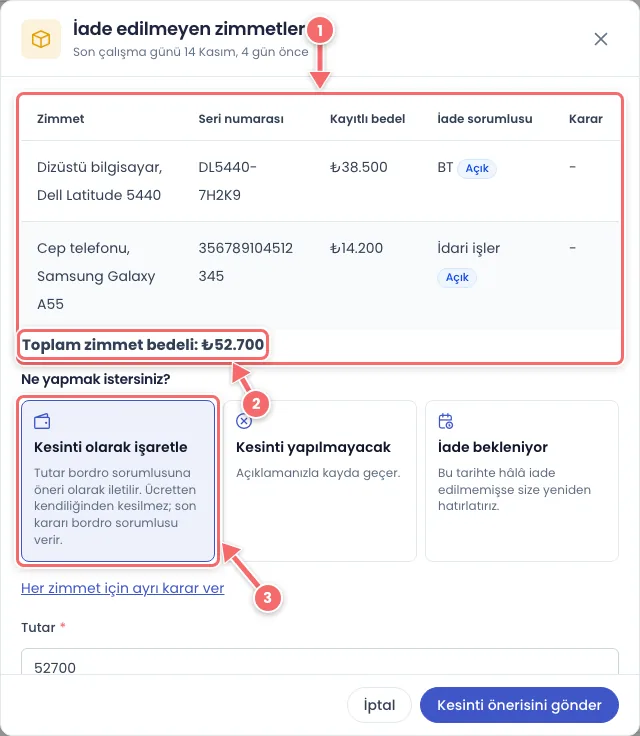 İade edilmeyen zimmetler
1
Son çalışma günü 14 Kasım, 4 gün önce
Zimmet Seri numarası Kayıtlı bedel İade sorumlusu Karar
Dizüstü bilgisayar, DL5440- ₺38.500 BT Açık -
Dell Latitude 5440 7H2K9
Cep telefonu, 356789104512 ₺14.200 İdari işler -
Samsung Galaxy 345 Açık
A55
Toplam zimmet bedeli: ₺52.700
Ne yapmak istersiniz?
2
Kesinti olarak işaretle Kesinti yapılmayacak İade bekleniyor
Tutar bordro sorumlusuna Açıklamanızla kayda geçer. Bu tarihte hâlâ iade
öneri olarak iletilir. Ücretten edilmemişse size yeniden
kendiliğinden kesilmez; son hatırlatırız.
kararı bordro sorumlusu
verir.
Her zimmet için ayrı karar ver
3
Tutar *
52700
İptal Kesinti önerisini gönder